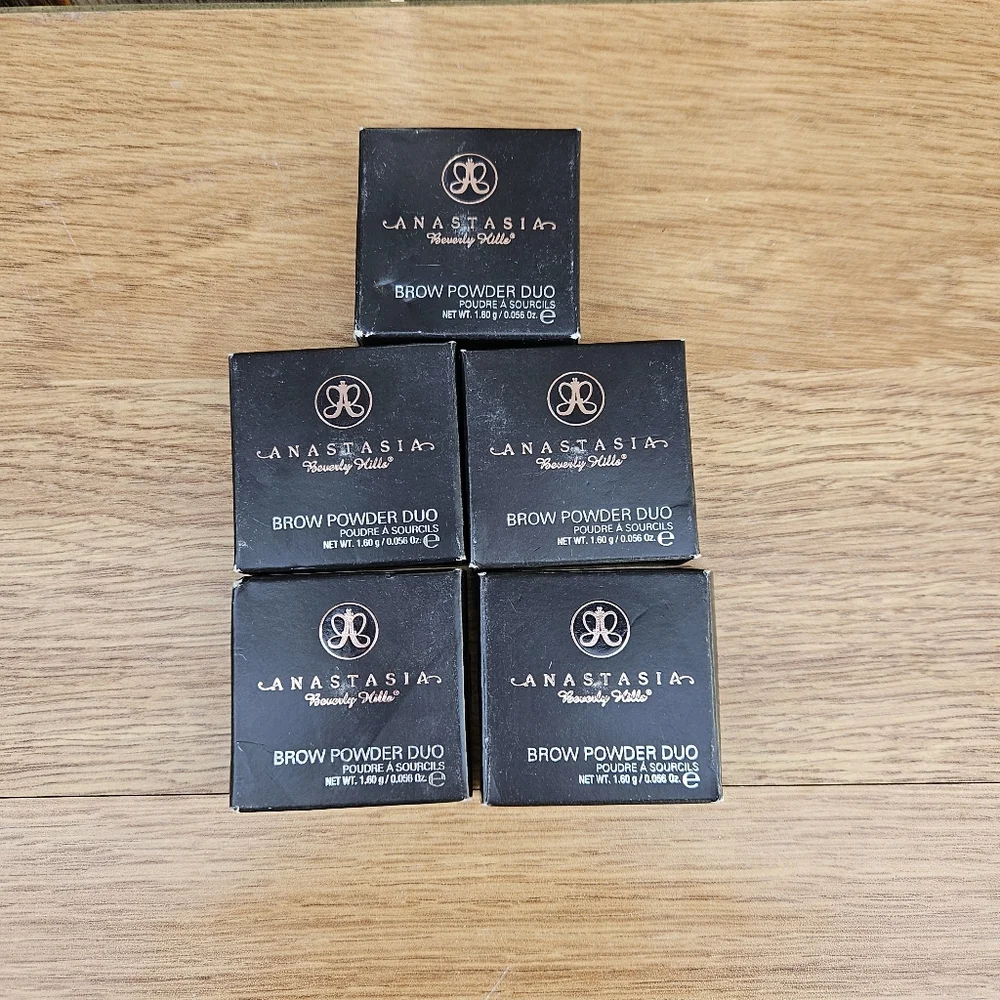 ANASTASIA
Beverly Hills®
BROW POWDER DUO
POUDRE À SOURCILS
NET WT. 1.60 g / 0.056 Oz. e
ANASTASIA
Beverly Hills®
BROW POWDER DUO
POUDRE À SOURCILS
NET WT. 1.60 g / 0.056 Oz. e
ANASTASIA
Beverly Hills®
BROW POWDER DUO
POUDRE À SOURCILS
NET WT. 1.60 g / 0.056 Oz. e
ANASTASIA
Beverly Hills®
BROW POWDER DUO
POUDRE À SOURCILS
NET WT. 1.60 g / 0.056 Oz. e
ANASTASIA
Beverly Hills®
BROW POWDER DUO
POUDRE À SOURCILS
NET WT. 1.60 g / 0.056 Oz. e